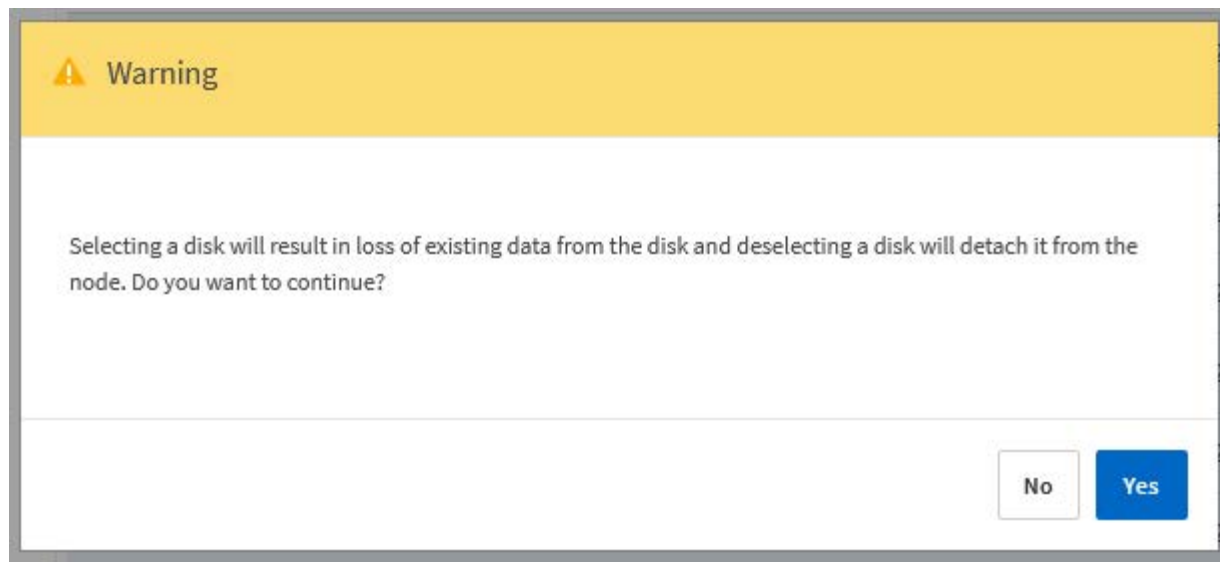 Warning
Selecting a disk will result in loss of existing data from the disk and deselecting a disk will detach it from the
node. Do you want to continue?
No
Yes